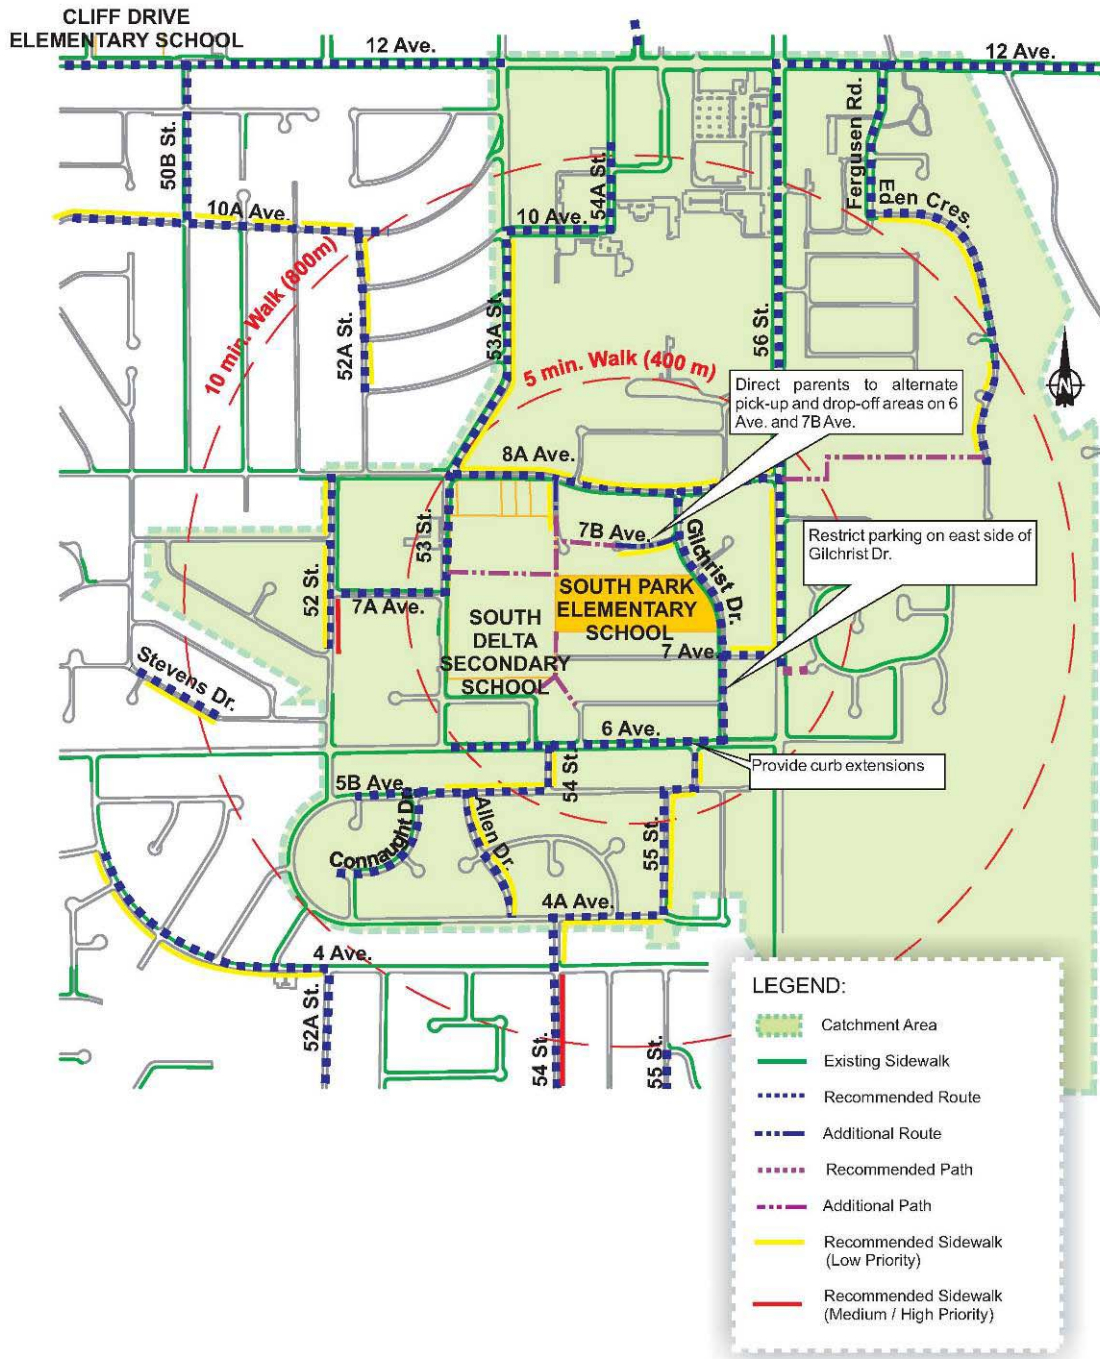 CLIFF DRIVE
ELEMENTARY SCHOOL
12 Ave.
12 Ave.
50B St.
Fergusen Rd.
54A St.
10A Ave.
10 Ave.
Eden Cres.
10 min. Walk (800m)
52A St.
53A St.
56 St.
5 min. Walk (400 m)
Direct parents to alternate
pick-up and drop-off areas on 6
Ave. and 7B Ave.
8A Ave.
53 St.
7B Ave.
Gilchrist Dr.
Restrict parking on east side of
Gilchrist Dr.
52 St.
7A Ave.
SOUTH PARK
ELEMENTARY
SCHOOL
SOUTH
DELTA
SECONDARY
SCHOOL
7 Ave.
Stevens Dr.
6 Ave.
Provide curb extensions
54 St.
5B Ave.
Connaught Dr.
Allen Dr.
55 St.
4A Ave.
4 Ave.
52A St.
54 St.
55 St.
LEGEND:
Catchment Area
Existing Sidewalk
Recommended Route
Additional Route
Recommended Path
Additional Path
Recommended Sidewalk
(Low Priority)
Recommended Sidewalk
(Medium / High Priority)